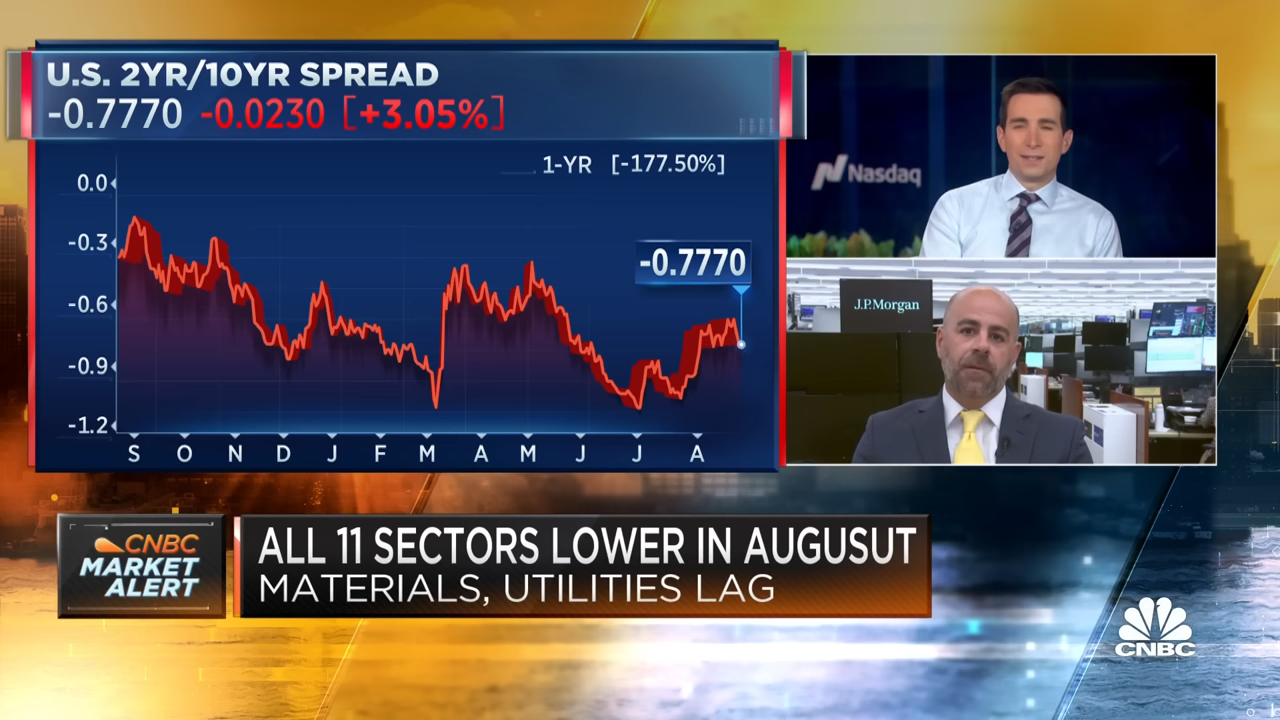 U.S. 2YR/10YR SPREAD
-0.7770 -0.0230 [+3.05%]
1-YR [-177.50%]
0.0
-0.3
-0.6
-0.9
-1.2
-0.7770
S O N D J F M A M J J A
Nasdaq
J.P.Morgan
CNBC
MARKET
ALERT
ALL 11 SECTORS LOWER IN AUGUSUT
MATERIALS, UTILITIES LAG
CNBC